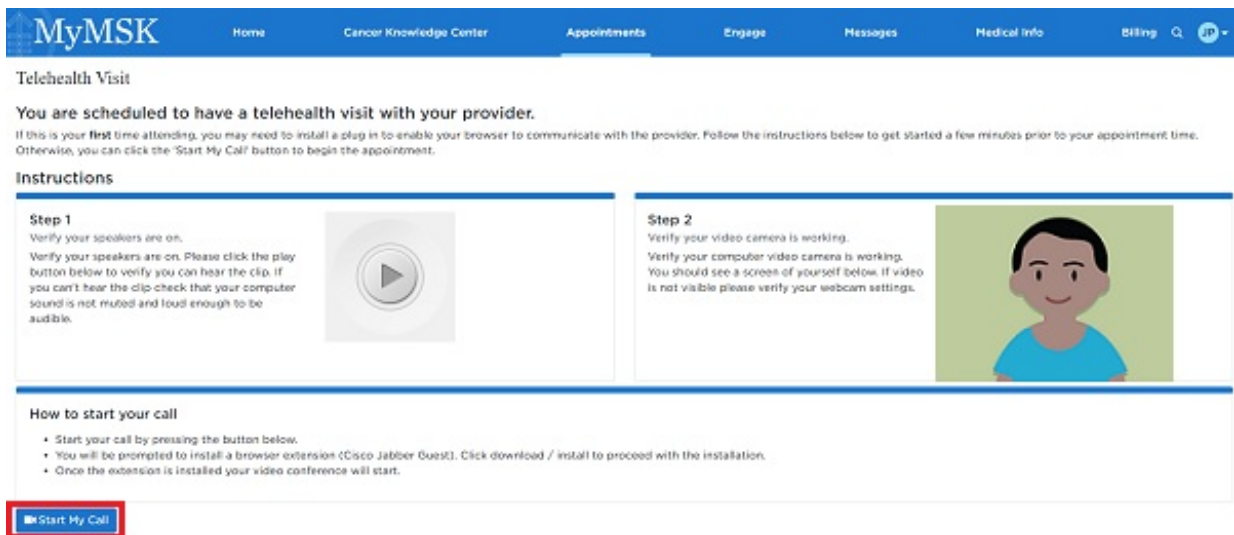 MyMSK
Home Cancer Knowledge Center Appointments Engage Messages Medical Info Billing JP
Telehealth Visit
You are scheduled to have a telehealth visit with your provider.
If this is your first time attending, you may need to install a plug in to enable your browser to communicate with the provider. Follow the instructions below to get started a few minutes prior to your appointment time.
Otherwise, you can click the 'Start My Call' button to begin the appointment.
Instructions
Step 1
Verify your speakers are on.
Verify your speakers are on. Please click the play
button below to verify you can hear the clip. If
you can't hear the clip check that your computer
sound is not muted and loud enough to be
audible.
Step 2
Verify your video camera is working.
Verify your computer video camera is working.
You should see a screen of yourself below. If video
is not visible please verify your webcam settings.
How to start your call
• Start your call by pressing the button below.
• You will be prompted to install a browser extension (Cisco Jabber Guest). Click download / install to proceed with the installation.
• Once the extension is installed your video conference will start.
Start My Call